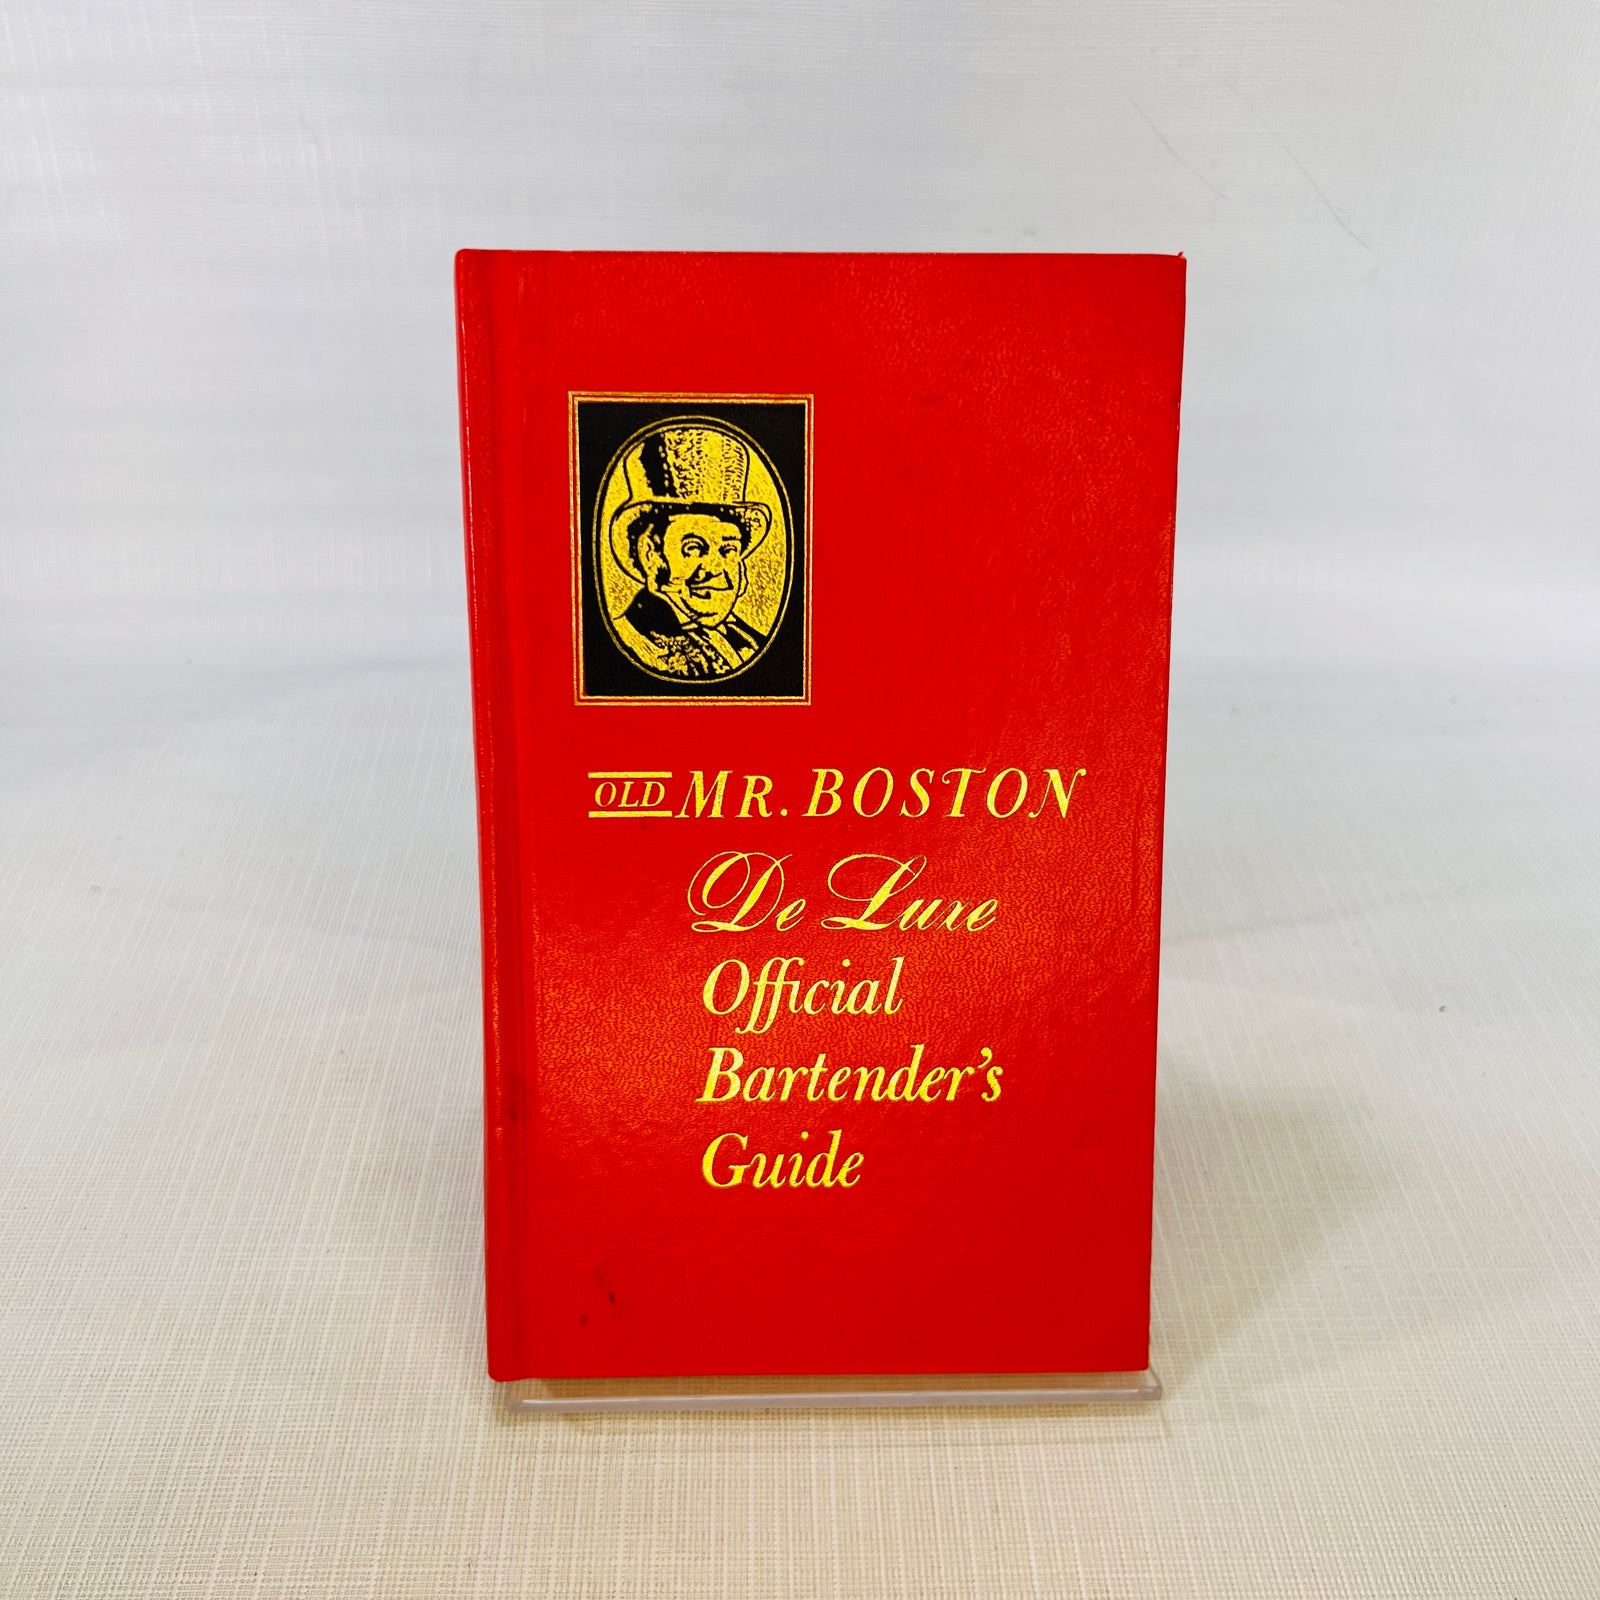 OLD MR. BOSTON
De Luxe
Official
Bartender's
Guide